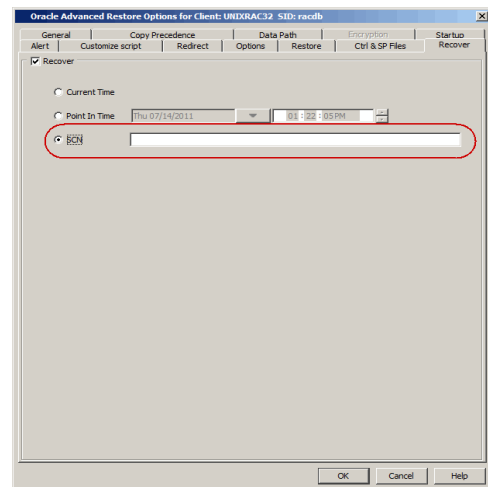 Oracle Advanced Restore Options for Client: UNIXRAC32 SID: racdb
General Copy Precedence Data Path Encryption Startup
Alert Customize script Redirect Options Restore Ctrl & SP Files Recover
Recover
Current Time
Point In Time Thu 07/14/2011 01 : 22 : 05 PM
SCN
OK Cancel Help